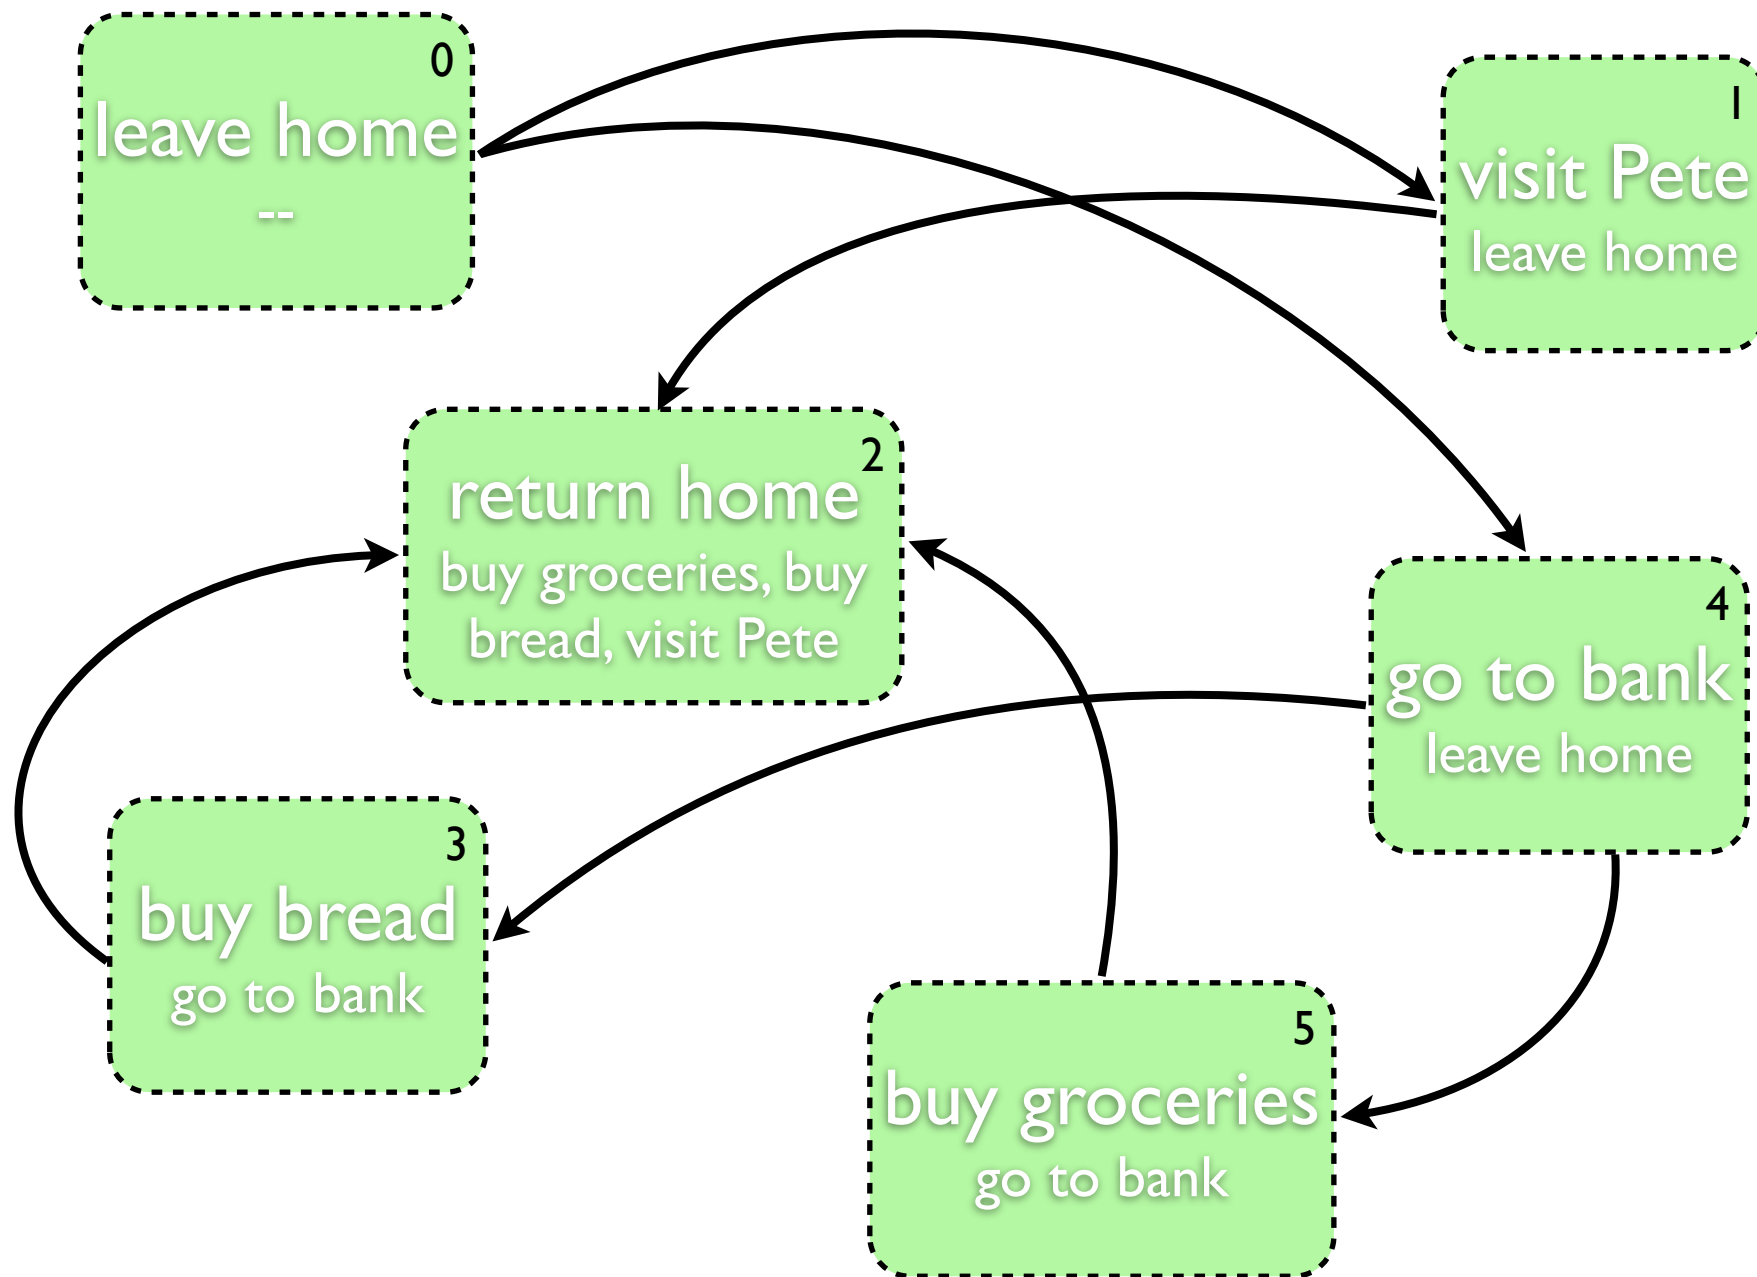 0
leave home
--
1
visit Pete
leave home
2
return home
buy groceries, buy
bread, visit Pete
4
go to bank
leave home
3
buy bread
go to bank
5
buy groceries
go to bank